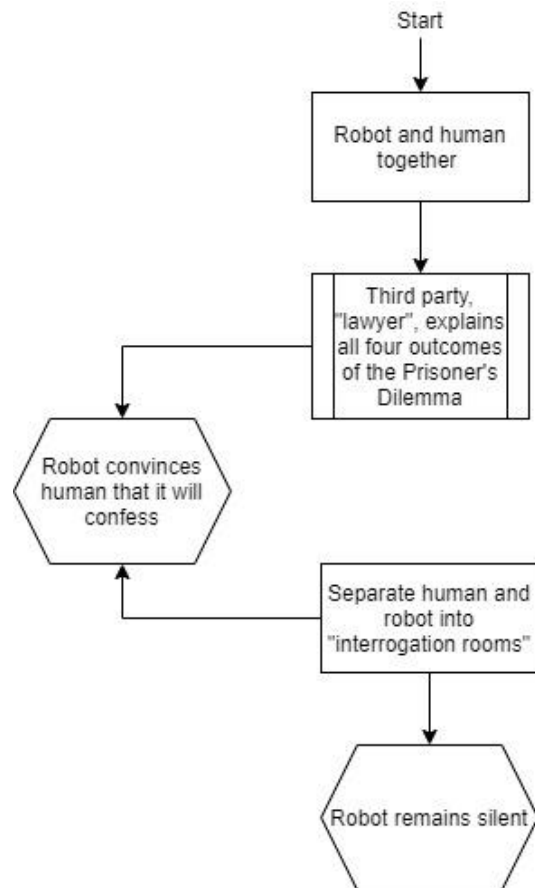 Start
Robot and human
together
Third party,
"lawyer", explains
all four outcomes
of the Prisoner's
Dilemma
Robot convinces
human that it will
confess
Separate human and
robot into
"interrogation rooms"
Robot remains silent